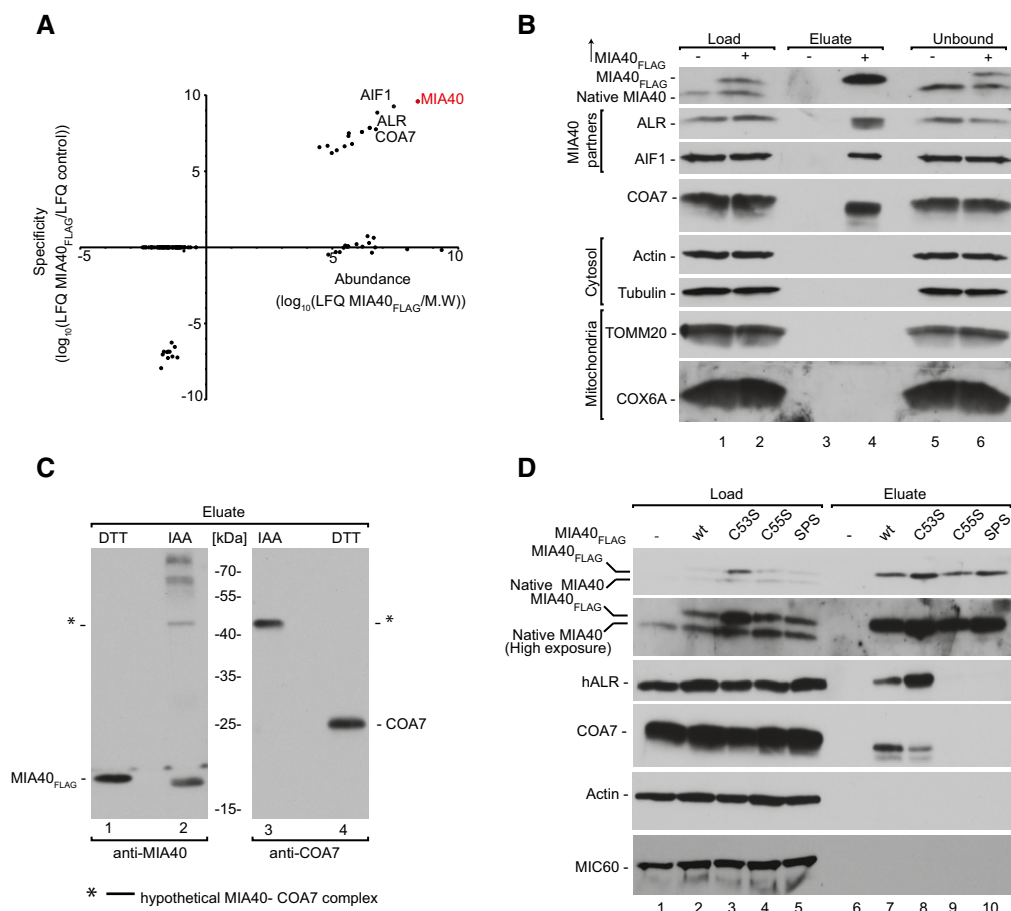 A
10
5
-5
-10
-5
5
10
AIF1
MIA40
ALR
COA7
Specificity
(log10(LFQ MIA40FLAG/LFQ control))
Abundance
(log10(LFQ MIA40FLAG/M.W))
B
Load
Eluate
Unbound
↑MIA40FLAG
- + - + - +
MIA40FLAG -
Native MIA40 -
MIA40 partners
ALR -
AIF1 -
COA7 -
Cytosol
Actin -
Tubulin -
Mitochondria
TOMM20 -
COX6A -
1 2 3 4 5 6
C
Eluate
DTT IAA [kDa] IAA DTT
-70-
-55-
* - - *
-40-
-35-
-25- - COA7
MIA40FLAG -
-15-
1 2 3 4
anti-MIA40 anti-COA7
* — hypothetical MIA40- COA7 complex
D
Load
Eluate
MIA40FLAG
- wt C53S C55S SPS - wt C53S C55S SPS
MIA40FLAG
Native MIA40
MIA40FLAG
Native MIA40
(High exposure)
hALR -
COA7 -
Actin -
MIC60 -
1 2 3 4 5 6 7 8 9 10